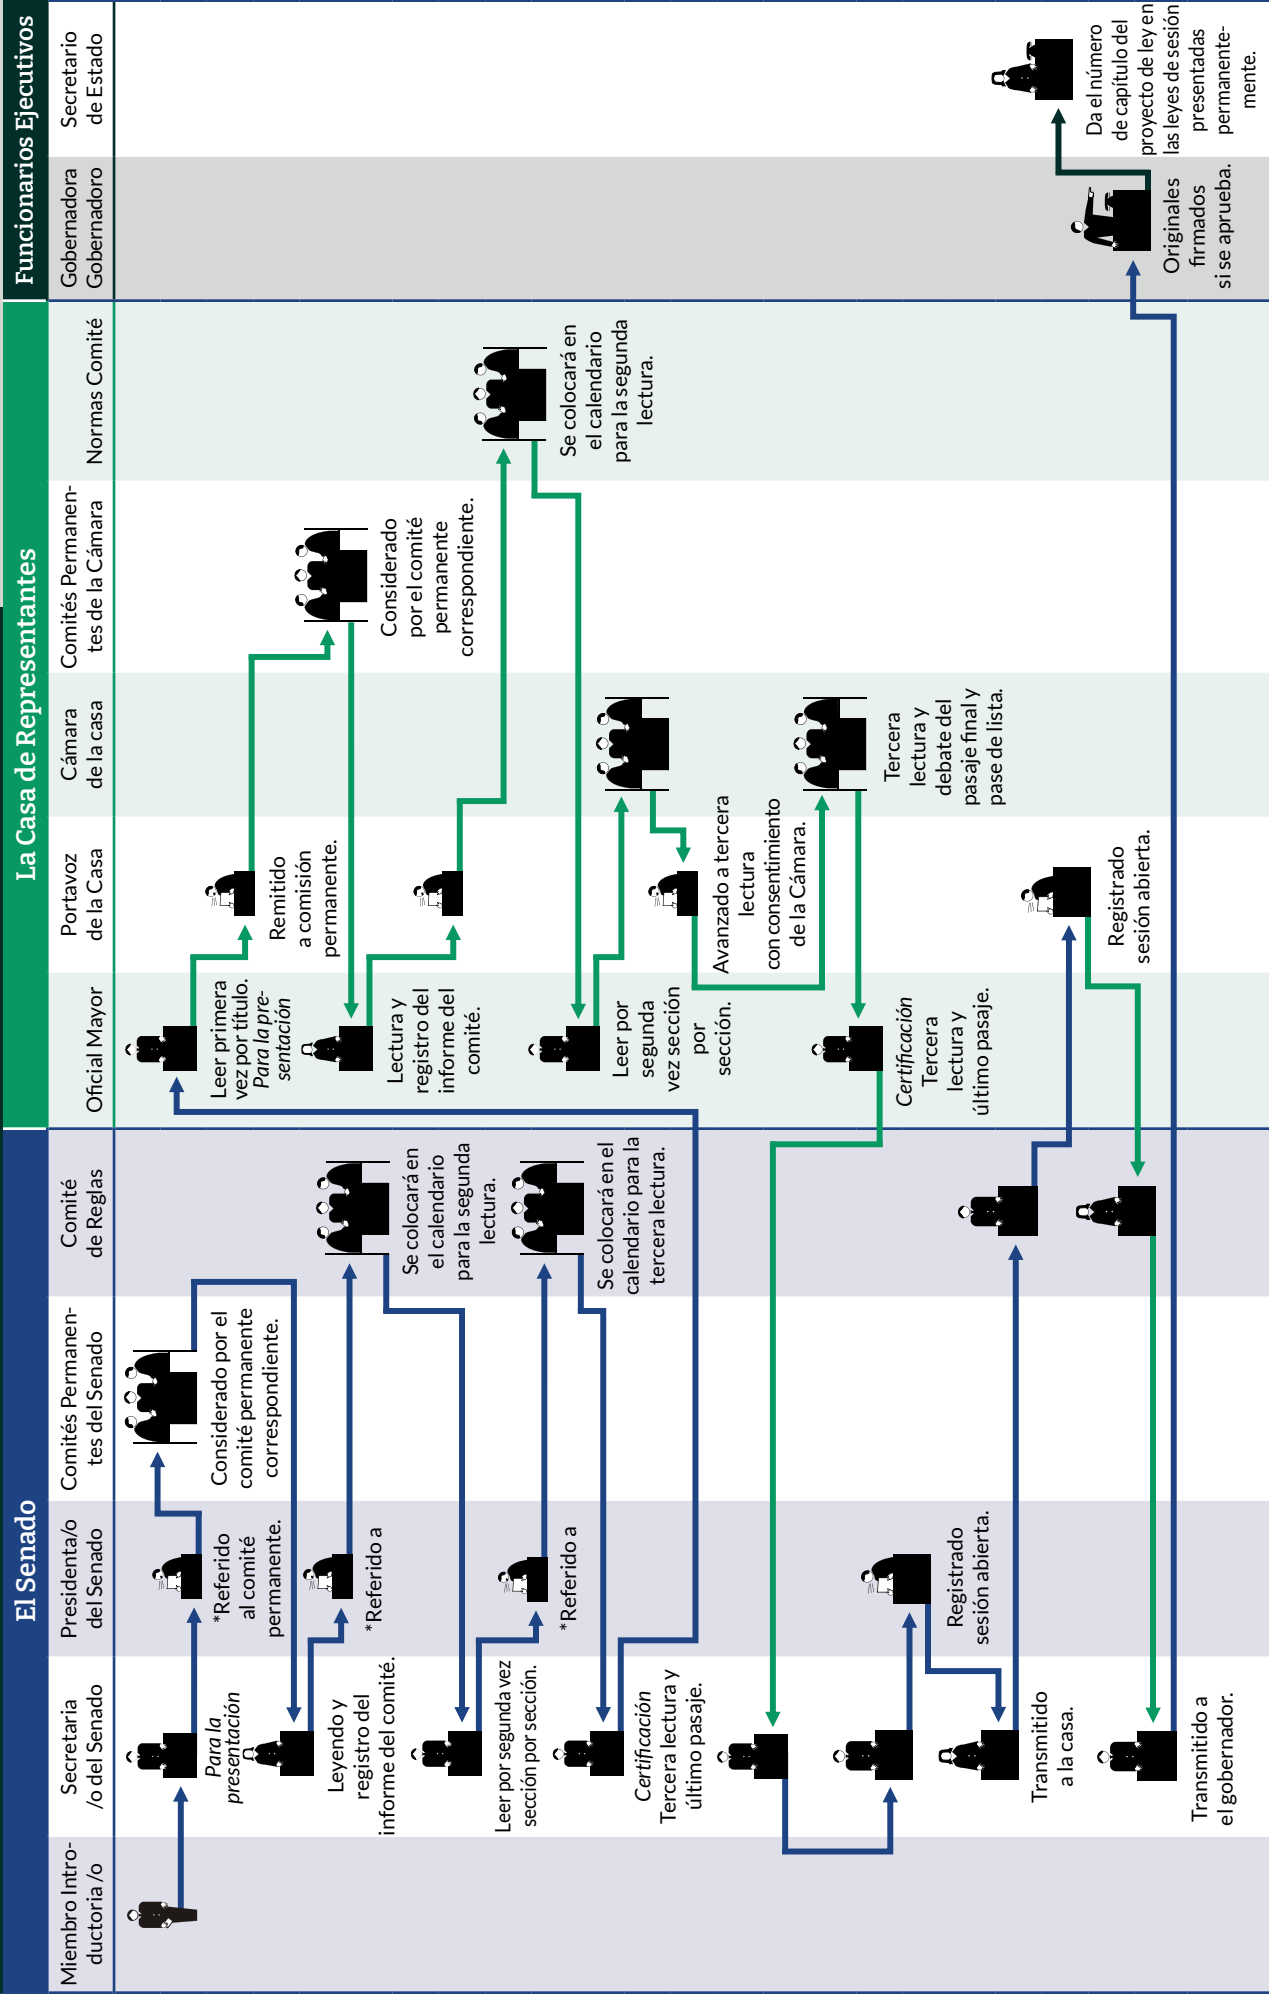 El Senado
La Casa de Representantes
Funcionarios Ejecutivos
Miembro Intro-
ductoria /o
Secretaria
/o del Senado
Presidenta/o
del Senado
Comités Permanen-
tes del Senado
Comité
de Reglas
Oficial Mayor
Portavoz
de la Casa
Cámara
de la casa
Comités Permanen-
tes de la Cámara
Normas Comité
Gobernadora
Gobernadoro
Secretario
de Estado
Para la
presentación
*Referido
al comité
permanente.
Considerado por el
comité permanente
correspondiente.
Leyendo y
registro del
informe del comité.
*Referido a
Se colocará en
el calendario
para la segunda
lectura.
Leer por segunda vez
sección por sección.
*Referido a
Se colocará en el
calendario para la
tercera lectura.
Certificación
Tercera lectura y
último pasaje.
Leer primera
vez por título.
Para la pre-
sentación
Remitido
a comisión
permanente.
Considerado
por el comité
permanente
correspondiente.
Lectura y
registro del
informe del
comité.
Se colocará en
el calendario
para la segunda
lectura.
Leer por
segunda
vez sección
por
sección.
Avanzado a tercera
lectura
con consentimiento
de la Cámara.
Tercera
lectura y
debate del
pasaje final y
pase de lista.
Certificación
Tercera
lectura y
último pasaje.
Registrado
sesión abierta.
Transmitido
a la casa.
Registrado
sesión abierta.
Transmitido a
el gobernador.
Originales
firmados
si se aprueba.
Da el número
de capítulo del
proyecto de ley en
las leyes de sesión
presentadas
permanente-
mente.